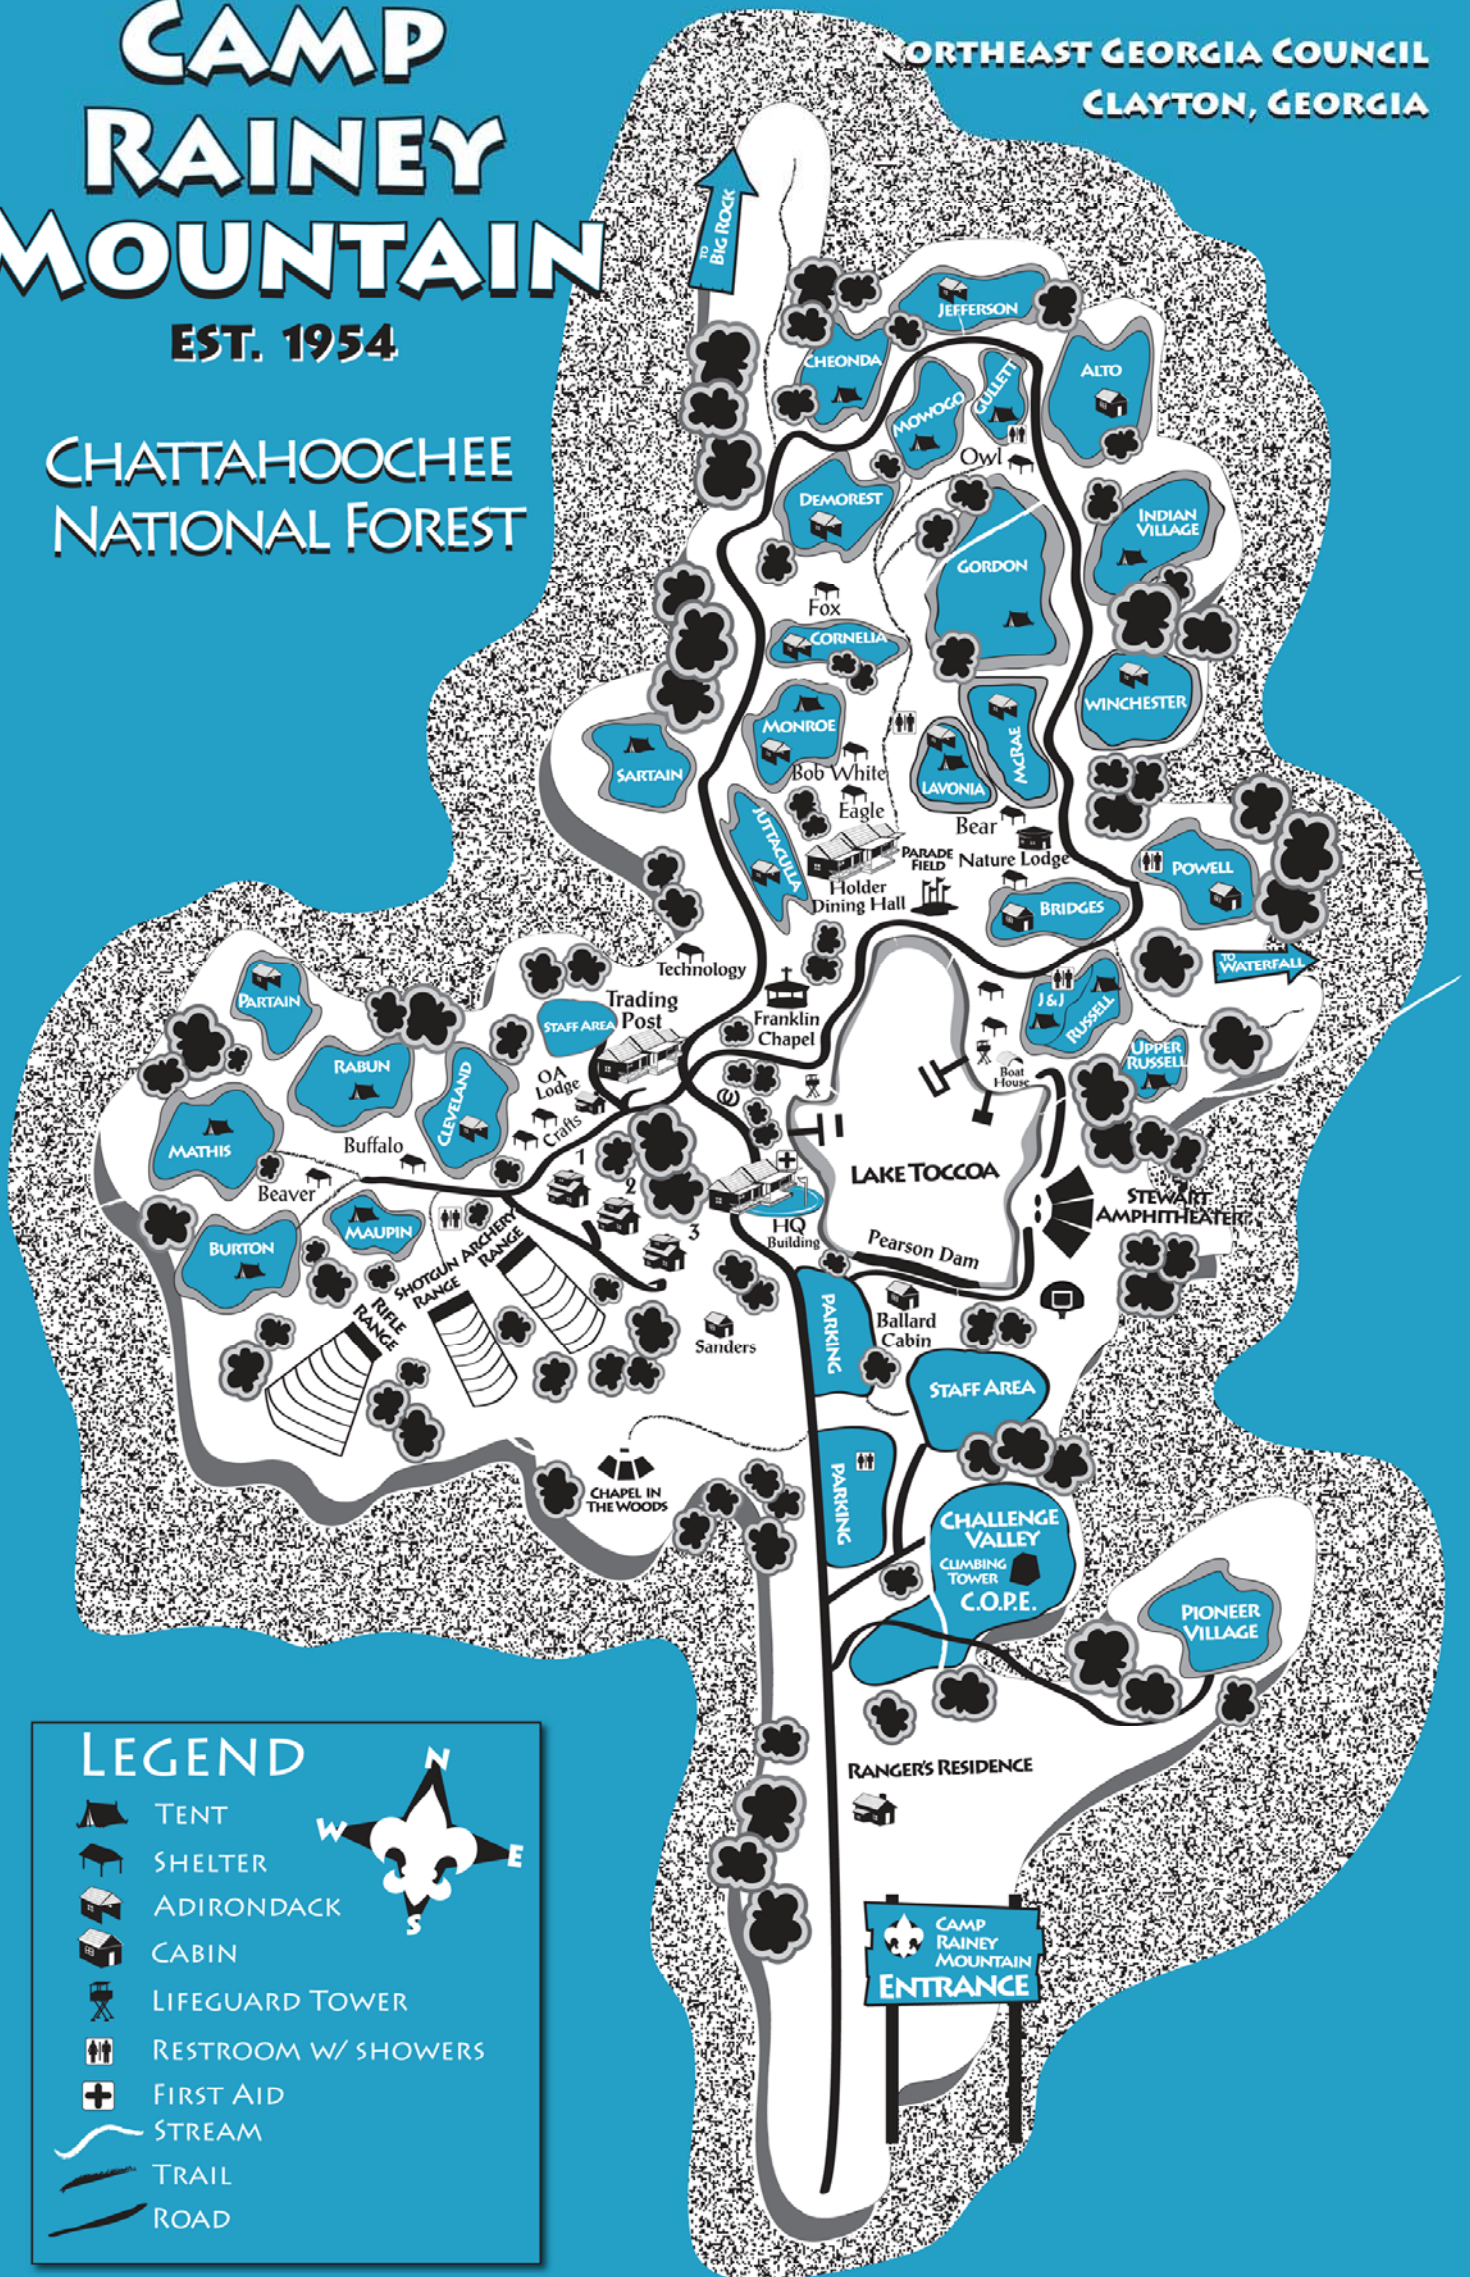 CAMP
RAINEY
MOUNTAIN
EST. 1954
CHATTAHOOCHEE
NATIONAL FOREST
NORTHEAST GEORGIA COUNCIL
CLAYTON, GEORGIA
TO
BIG ROCK
JEFFERSON
CHEONDA
MOWOGO
GULLETT
ALTO
Owl
DEMOREST
INDIAN
VILLAGE
GORDON
Fox
CORNELIA
MONROE
WINCHESTER
MCRAE
SARTAIN
LAVONIA
Bob White
Eagle
JUTTACULLA
Bear
PARADE
FIELD
Nature Lodge
POWELL
Holder
Dining Hall
BRIDGES
TO
WATERFALL
Technology
PARTAIN
STAFF AREA
Trading
Post
Franklin
Chapel
J & J
RUSSELL
UPPER
RUSSELL
Boat
House
RABUN
CLEVELAND
OA
Lodge
Crafts
MATHIS
Buffalo
Beaver
1
2
3
LAKE TOCCOA
STEWART
AMPHITHEATER
MAUPIN
BURTON
HQ
Building
Pearson Dam
ARCHERY
RANGE
SHOTGUN
RANGE
RIFLE
RANGE
Sanders
PARKING
Ballard
Cabin
STAFF AREA
CHAPEL IN
THE WOODS
PARKING
CHALLENGE
VALLEY
CLIMBING
TOWER
C.O.P.E.
PIONEER
VILLAGE
RANGER'S RESIDENCE
CAMP
RAINEY
MOUNTAIN
ENTRANCE
LEGEND
N
W
E
S
TENT
SHELTER
ADIRONDACK
CABIN
LIFEGUARD TOWER
RESTROOM W/ SHOWERS
FIRST AID
STREAM
TRAIL
ROAD